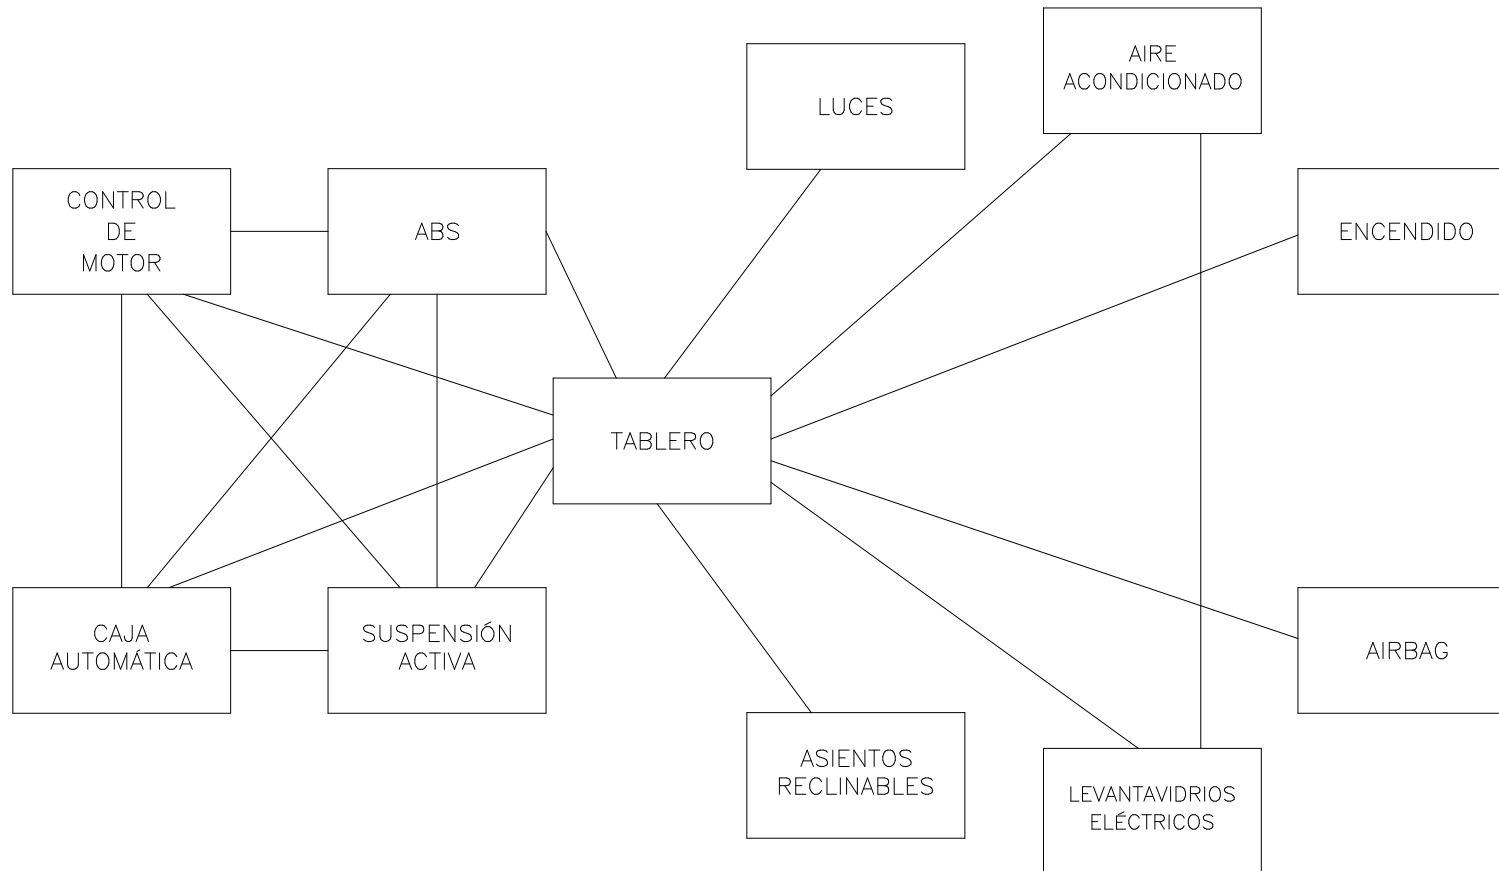 AIRE
ACONDICIONADO
LUCES
CONTROL
DE
MOTOR
ABS
ENCENDIDO
TABLERO
CAJA
AUTOMÁTICA
SUSPENSIÓN
ACTIVA
AIRBAG
ASIENTOS
RECLINABLES
LEVANTAVIDRIOS
ELÉCTRICOS